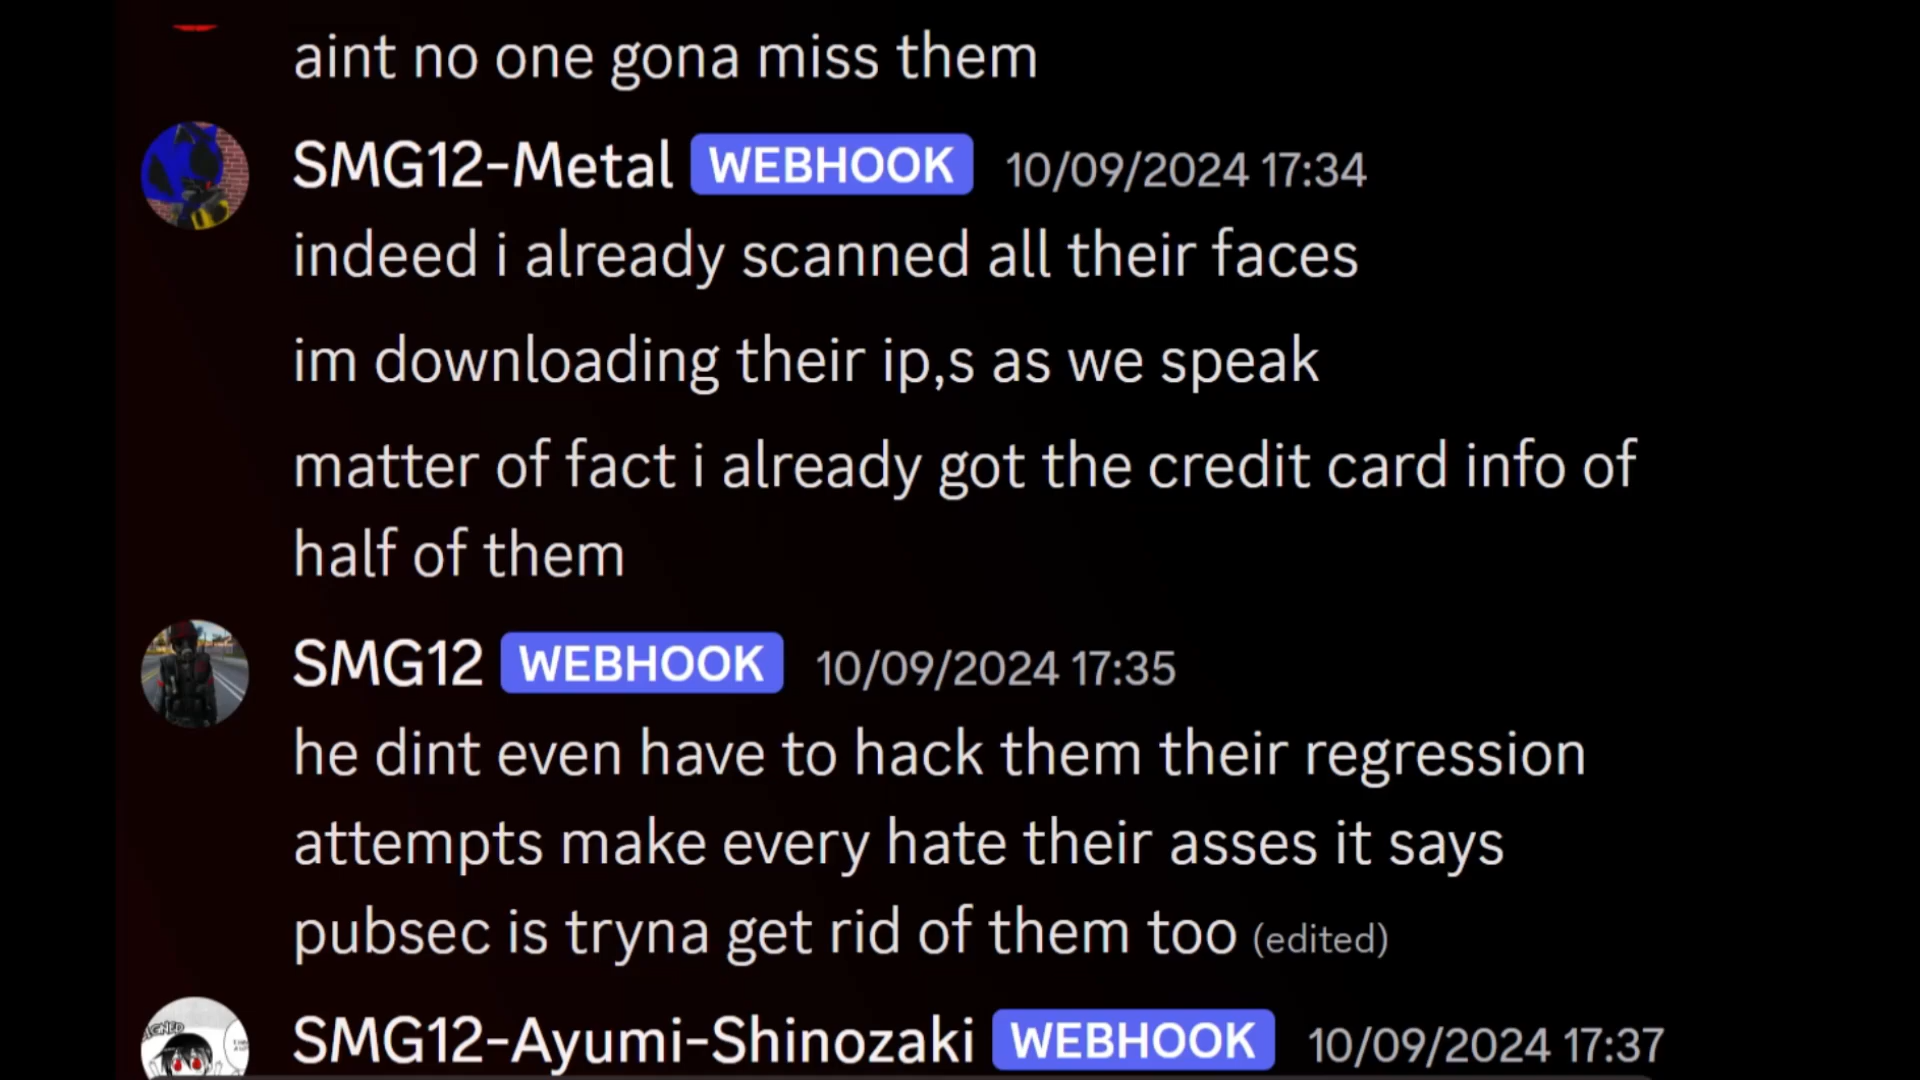 aint no one gona miss them
SMG12-Metal WEBHOOK 10/09/2024 17:34
indeed i already scanned all their faces
im downloading their ip,s as we speak
matter of fact i already got the credit card info of
half of them
SMG12 WEBHOOK 10/09/2024 17:35
he dint even have to hack them their regression
attempts make every hate their asses it says
pubsec is tryna get rid of them too (edited)
SMG12-Ayumi-Shinozaki WEBHOOK 10/09/2024 17:37